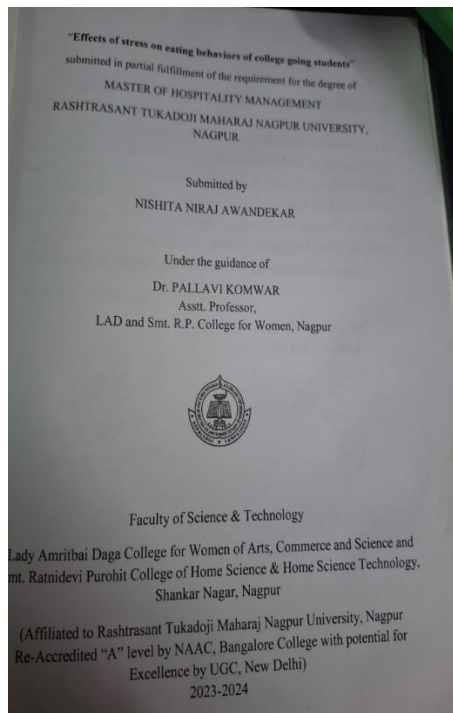 "Effects of stress on eating behaviors of college going students"
submitted in partial fulfillment of the requirement for the degree of
MASTER OF HOSPITALITY MANAGEMENT
RASHTRASANT TUKADOJI MAHARAJ NAGPUR UNIVERSITY,
NAGPUR
Submitted by
NISHITA NIRAJ AWANDEKAR
Under the guidance of
Dr. PALLAVI KOMWAR
Asstt. Professor,
LAD and Smt. R.P. College for Women, Nagpur
Faculty of Science & Technology
Lady Amritbai Daga College for Women of Arts, Commerce and Science and
mt. Ratnidevi Purohit College of Home Science & Home Science Technology,
Shankar Nagar, Nagpur
(Affiliated to Rashtrasant Tukadoji Maharaj Nagpur University, Nagpur
Re-Accredited "A" level by NAAC, Bangalore College with potential for
Excellence by UGC, New Delhi)
2023-2024